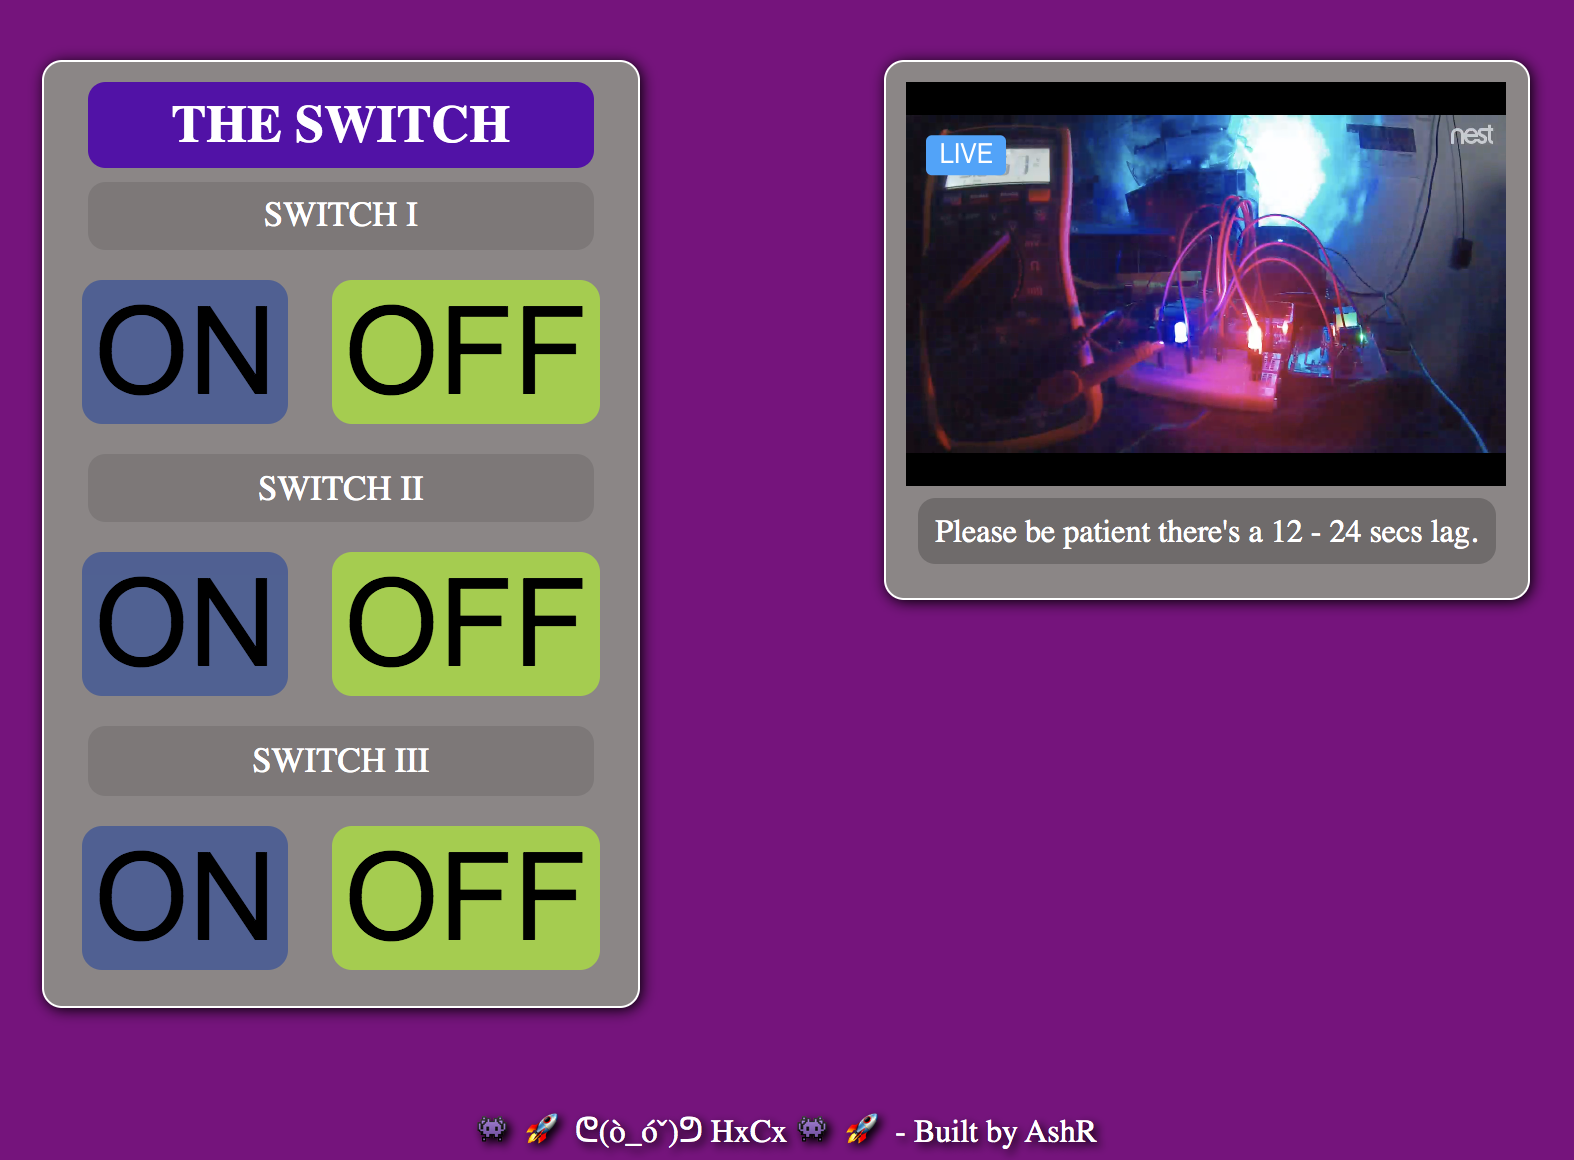 THE SWITCH
SWITCH I
ON OFF
SWITCH II
ON OFF
SWITCH III
ON OFF
LIVE
nest
Please be patient there's a 12 - 24 secs lag.
👾 🚀 ᕦ(ò_óˇ)ᕤ HxCx 👾 🚀 - Built by AshR